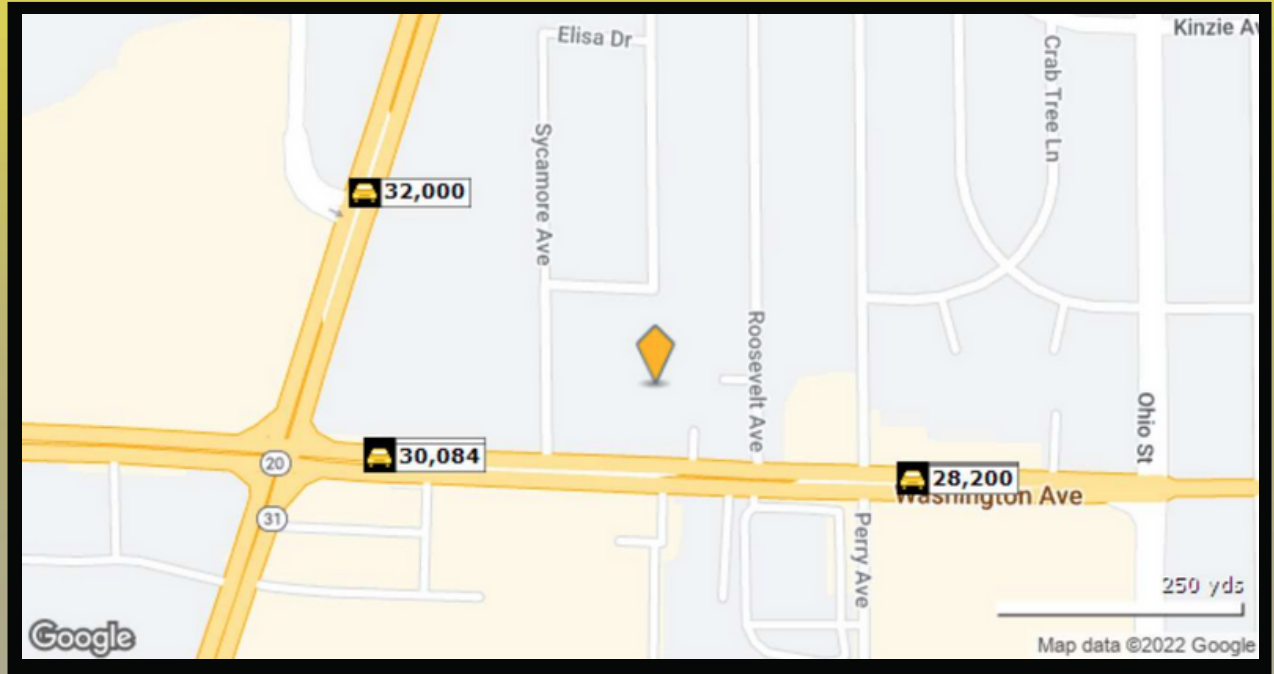 Elisa Dr
Kinzie Av
Crab Tree Ln
Sycamore Ave
32,000
Roosevelt Ave
Ohio St
30,084
20
28,200
Washington Ave
31
Perry Ave
250 yds
Google
Map data ©2022 Google